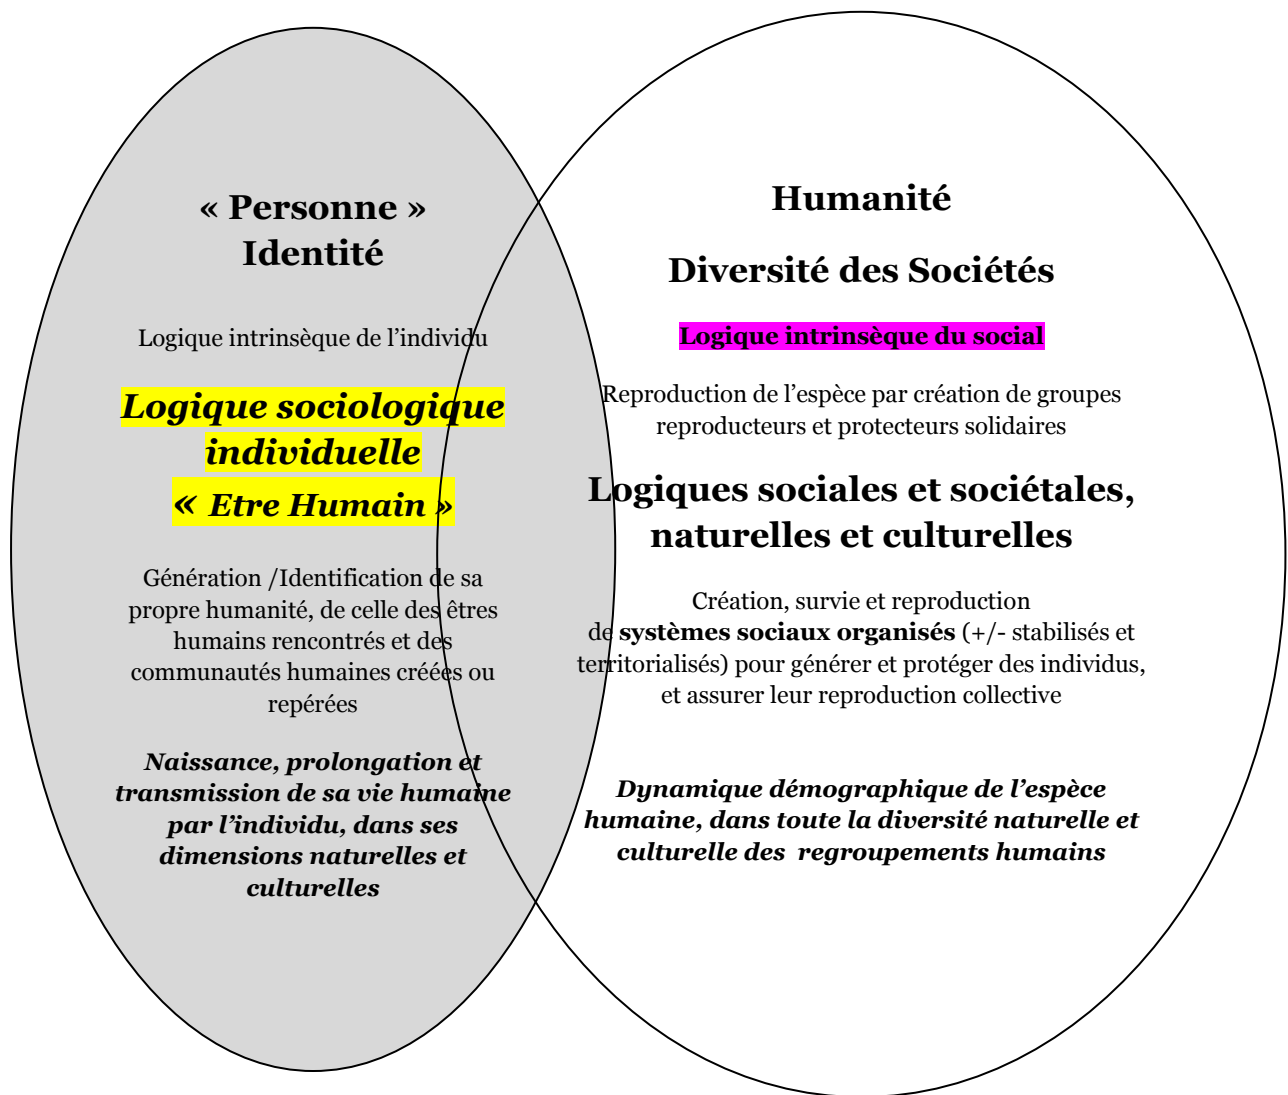 « Personne »
Identité
Logique intrinsèque de l’individu
Logique sociologique
individuelle
« Etre Humain »
Génération /Identification de sa
propre humanité, de celle des êtres
humains rencontrés et des
communautés humaines créées ou
repérées
Naissance, prolongation et
transmission de sa vie humaine
par l’individu, dans ses
dimensions naturelles et
culturelles
Humanité
Diversité des Sociétés
Logique intrinsèque du social
Reproduction de l’espèce par création de groupes
reproducteurs et protecteurs solidaires
Logiques sociales et sociétales,
naturelles et culturelles
Création, survie et reproduction
de systèmes sociaux organisés (+/- stabilisés et
territorialisés) pour générer et protéger des individus,
et assurer leur reproduction collective
Dynamique démographique de l’espèce
humaine, dans toute la diversité naturelle et
culturelle des regroupements humains